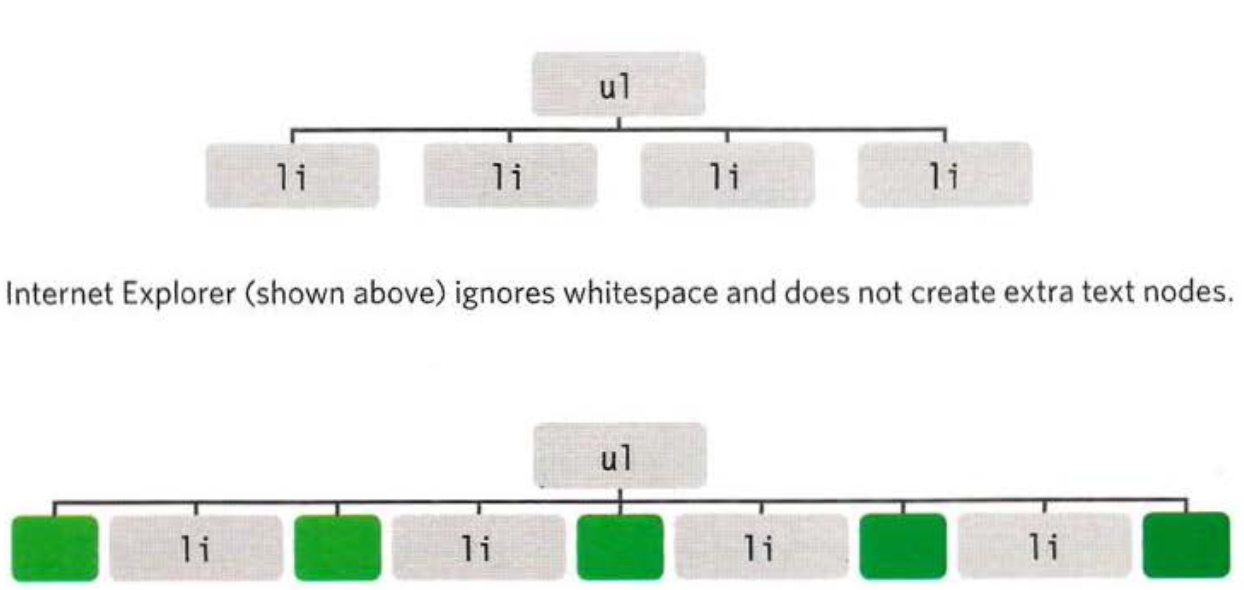 ul
li li li li
Internet Explorer (shown above) ignores whitespace and does not create extra text nodes.
ul
li li li li